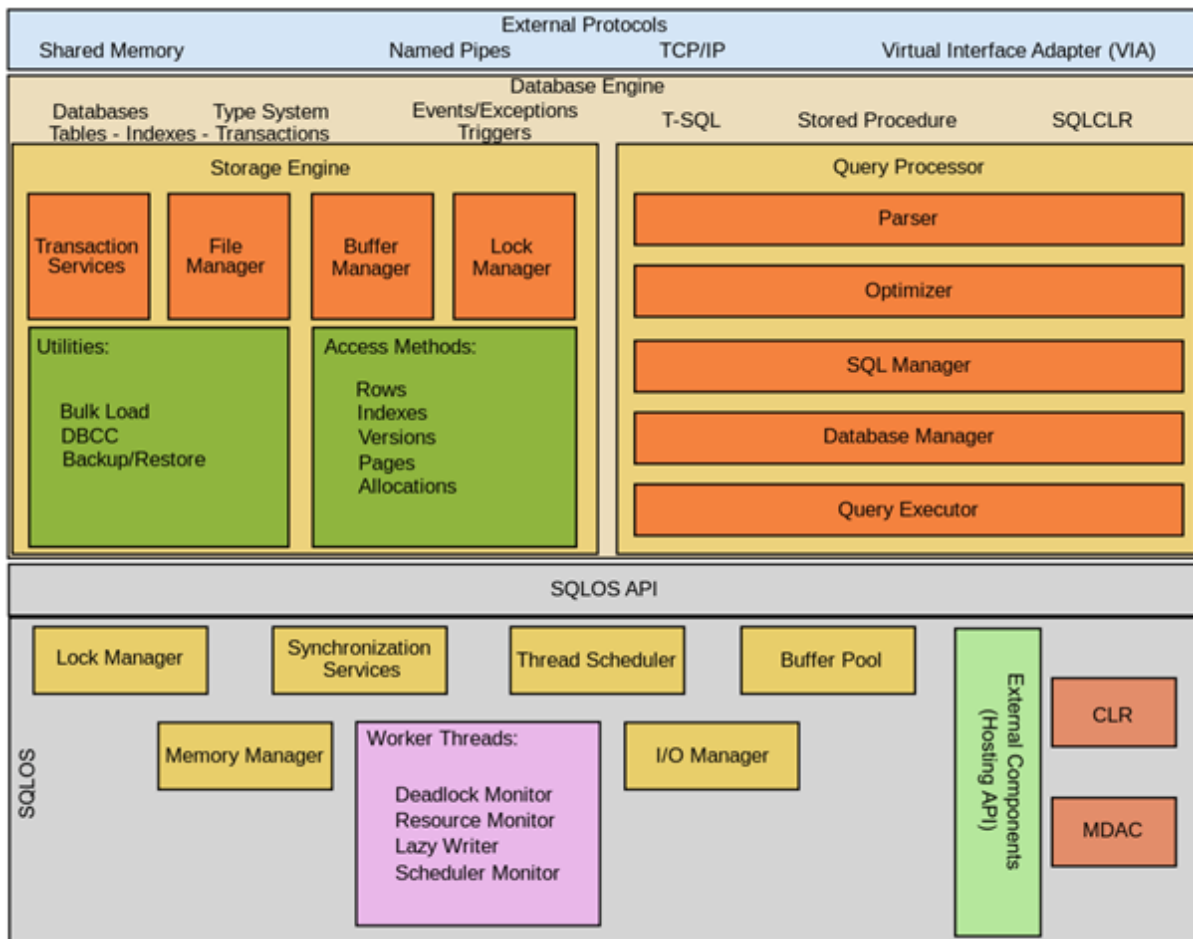 External Protocols
Shared Memory Named Pipes TCP/IP Virtual Interface Adapter (VIA)
Database Engine
Databases Type System Events/Exceptions T-SQL Stored Procedure SQLCLR
Tables - Indexes - Transactions Triggers
Storage Engine
Transaction
Services
File
Manager
Buffer
Manager
Lock
Manager
Utilities:
Bulk Load
DBCC
Backup/Restore
Access Methods:
Rows
Indexes
Versions
Pages
Allocations
Query Processor
Parser
Optimizer
SQL Manager
Database Manager
Query Executor
SQLOS API
SQLOS
Lock Manager
Synchronization
Services
Thread Scheduler
Buffer Pool
Memory Manager
Worker Threads:
Deadlock Monitor
Resource Monitor
Lazy Writer
Scheduler Monitor
I/O Manager
External Components
(Hosting API)
CLR
MDAC